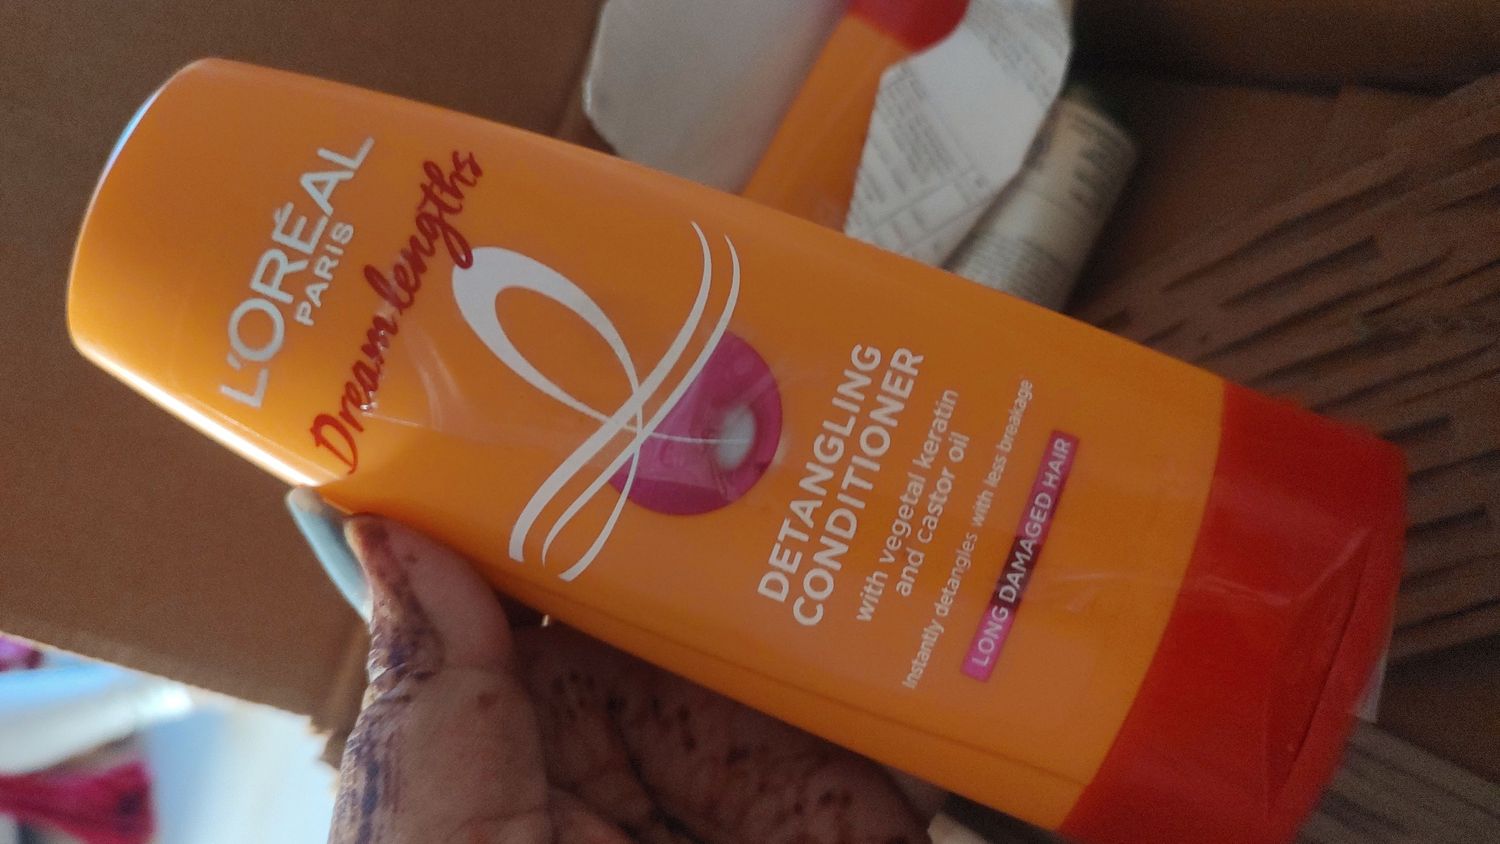 L'ORÉAL
PARIS
Dream lengths
DETANGLING
CONDITIONER
with vegetal keratin
and castor oil
Instantly detangles with less breakage
LONG DAMAGED HAIR